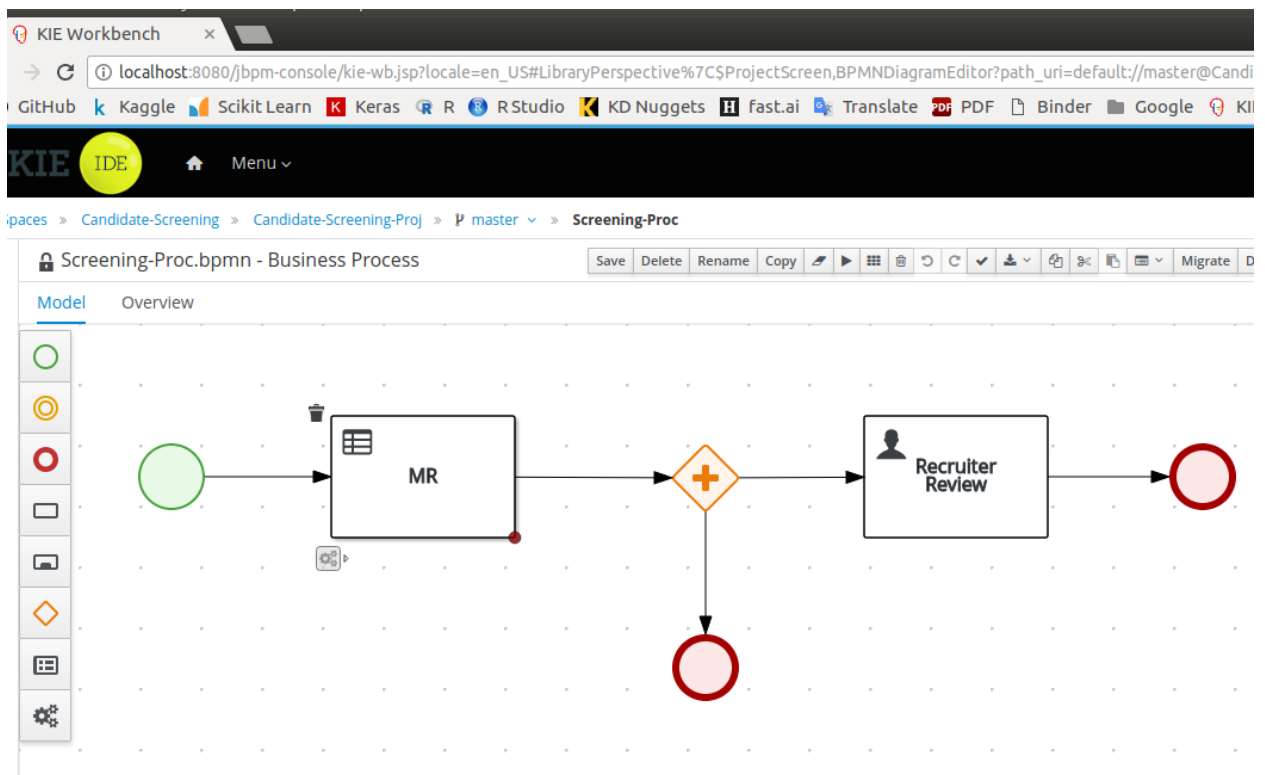 KIE Workbench ×
localhost:8080/jbpm-console/kie-wb.jsp?locale=en_US#LibraryPerspective%7C$ProjectScreen,BPMNDiagramEditor?path_uri=default://master@Candi
GitHub Kaggle Scikit Learn Keras R R Studio KD Nuggets fast.ai Translate PDF Binder Google
KIE IDE Menu
» Candidate-Screening » Candidate-Screening-Proj » master » Screening-Proc
Screening-Proc.bpmn - Business Process Save Delete Rename Copy Migrate
Model Overview
MR
Recruiter
Review